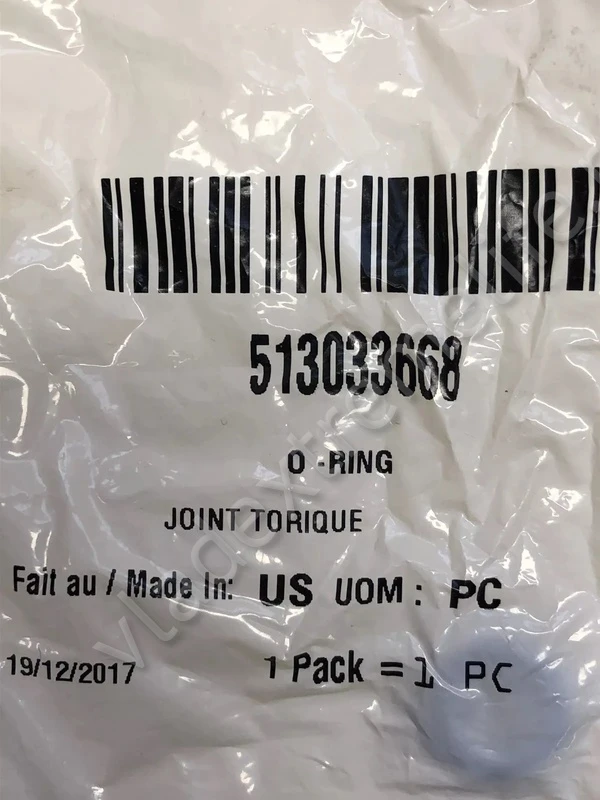 513033668
O -RING
JOINT TORIQUE
Fait au / Made In: US UOM : PC
19/12/2017 1 Pack = 1 PC